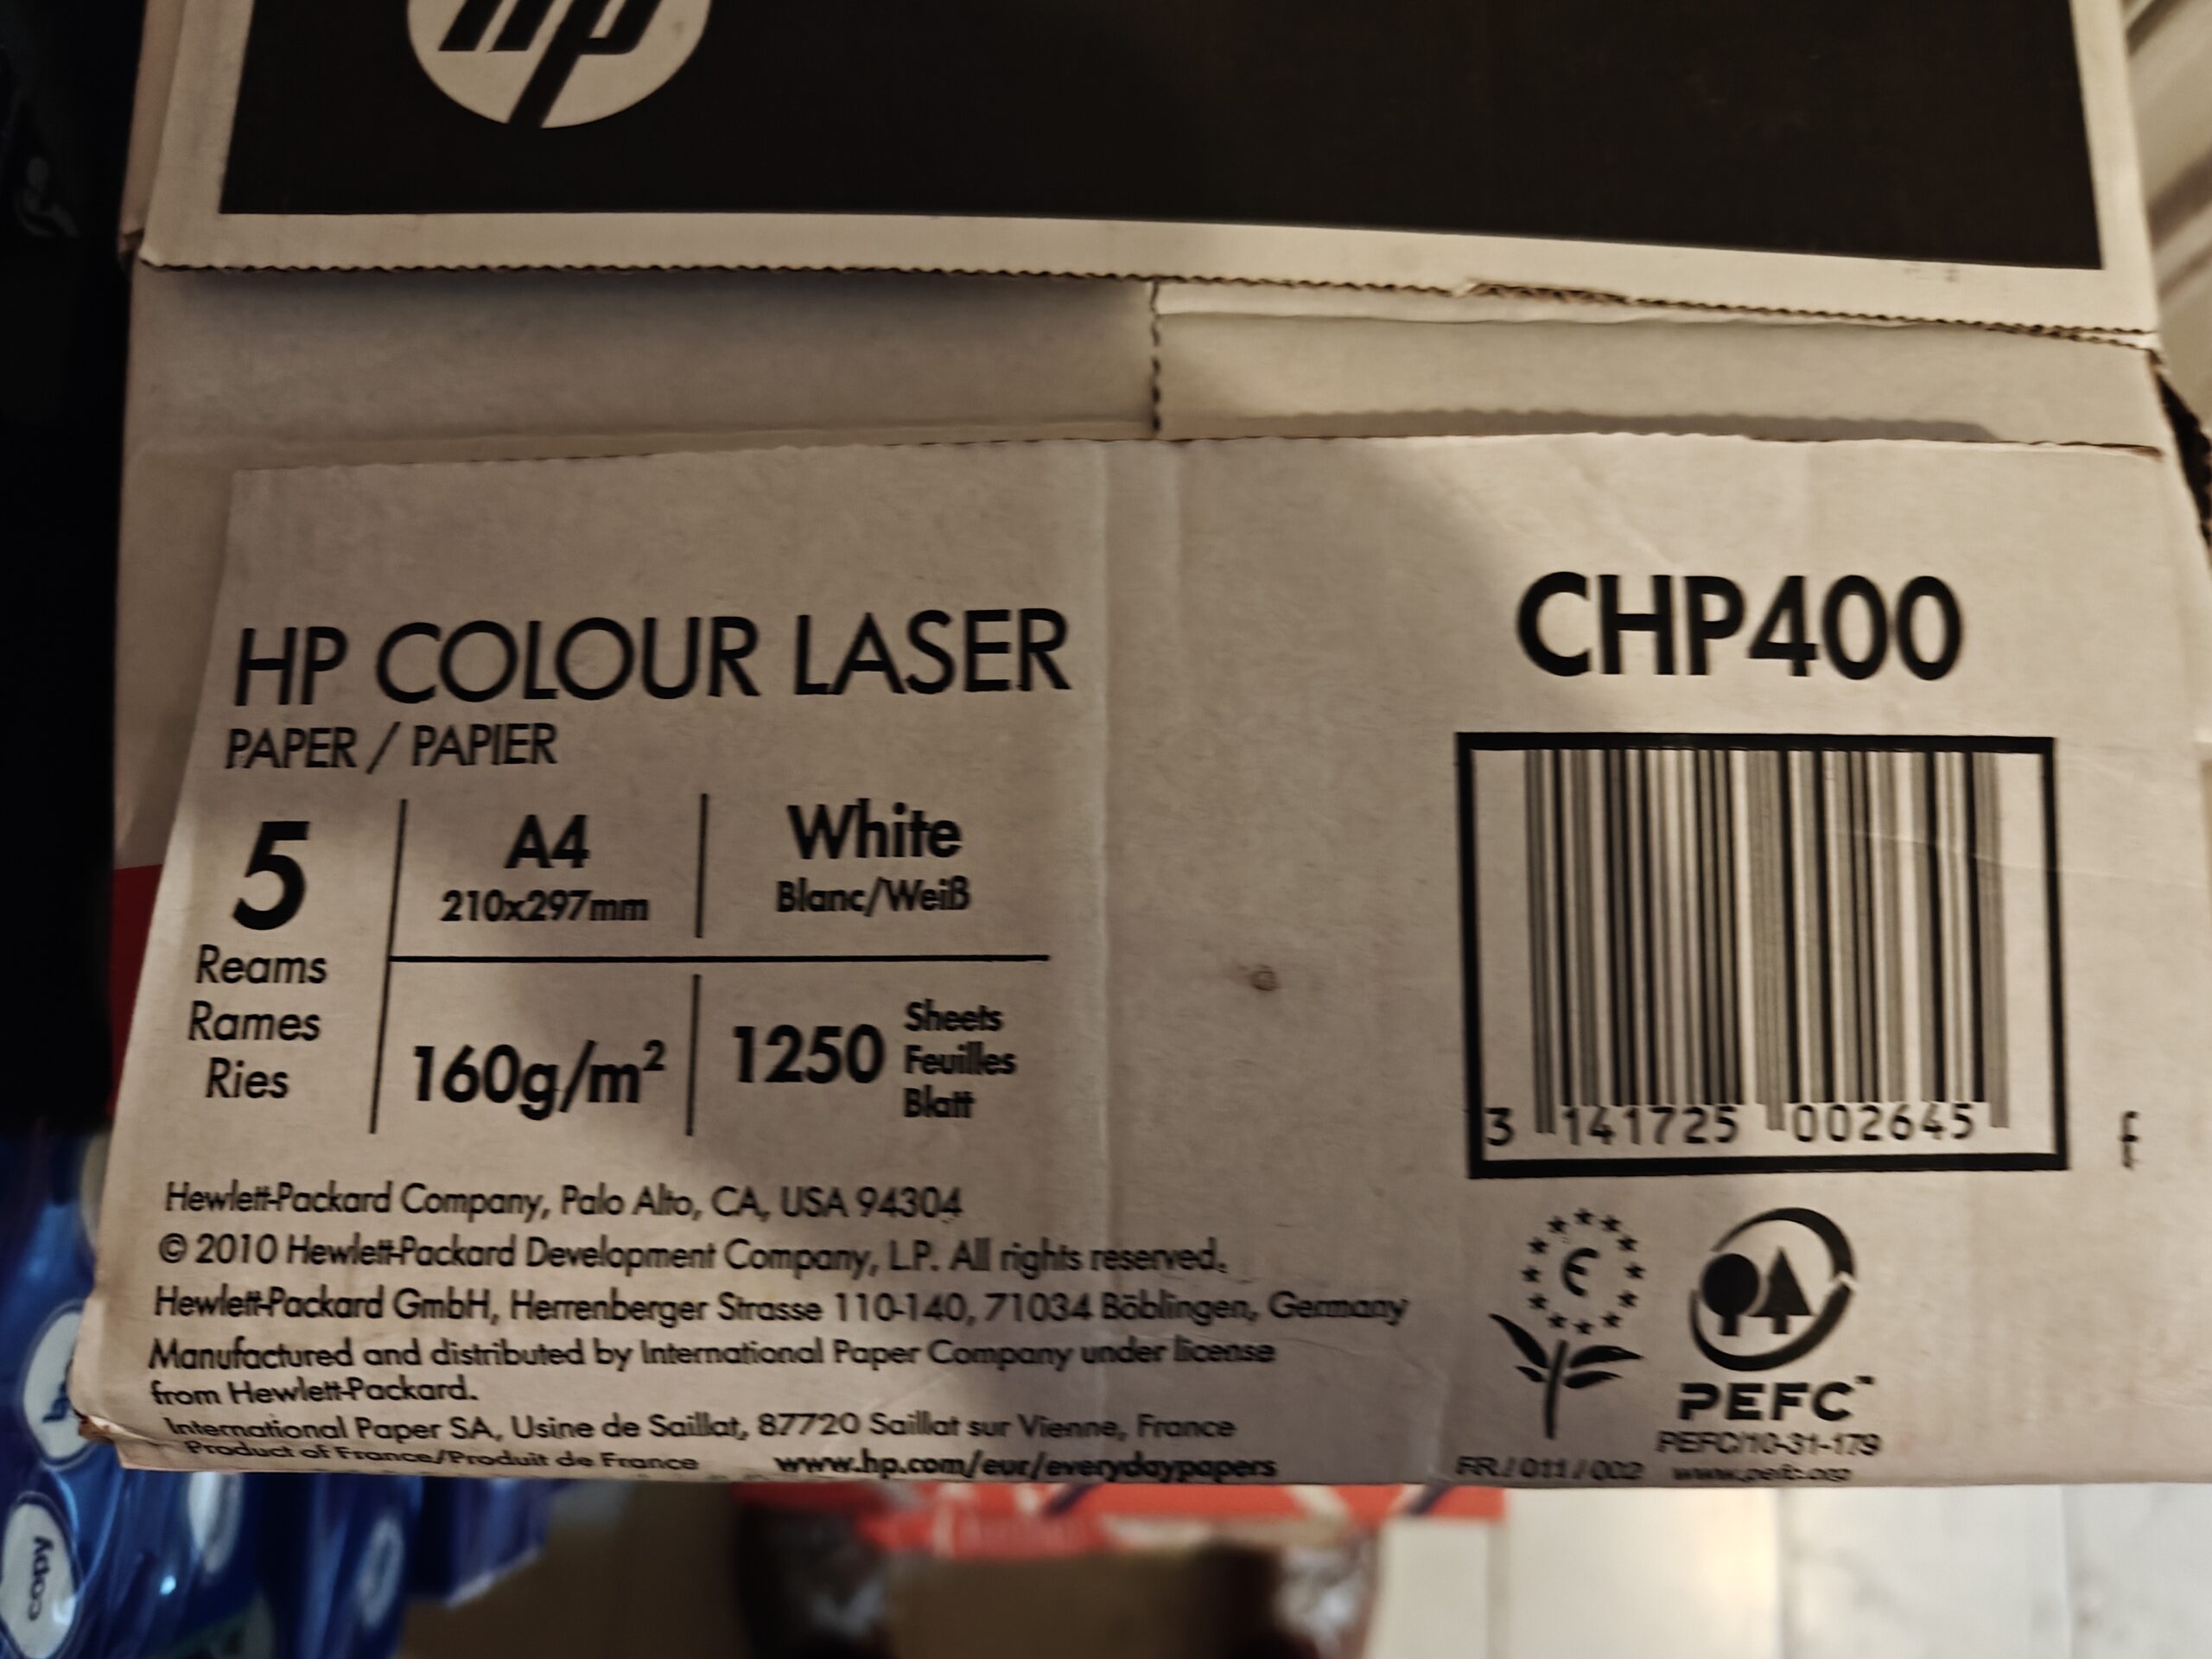 hp
HP COLOUR LASER
PAPER / PAPIER
5
Reams
Rames
Ries
A4
210x297mm
White
Blanc/Weiß
160g/m²
1250
Sheets
Feuilles
Blatt
CHP400
3 141725 002645
Hewlett-Packard Company, Palo Alto, CA, USA 94304
© 2010 Hewlett-Packard Development Company, L.P. All rights reserved.
Hewlett-Packard GmbH, Herrenberger Strasse 110-140, 71034 Böblingen, Germany
Manufactured and distributed by International Paper Company under license
from Hewlett-Packard.
International Paper SA, Usine de Saillat, 87720 Saillat sur Vienne, France
Product of France/Produit de France www.hp.com/eur/everydaypapers
€
PEFC™
PEFC/10-31-179
FR / 011 / 002 www.pefc.org
f
copy